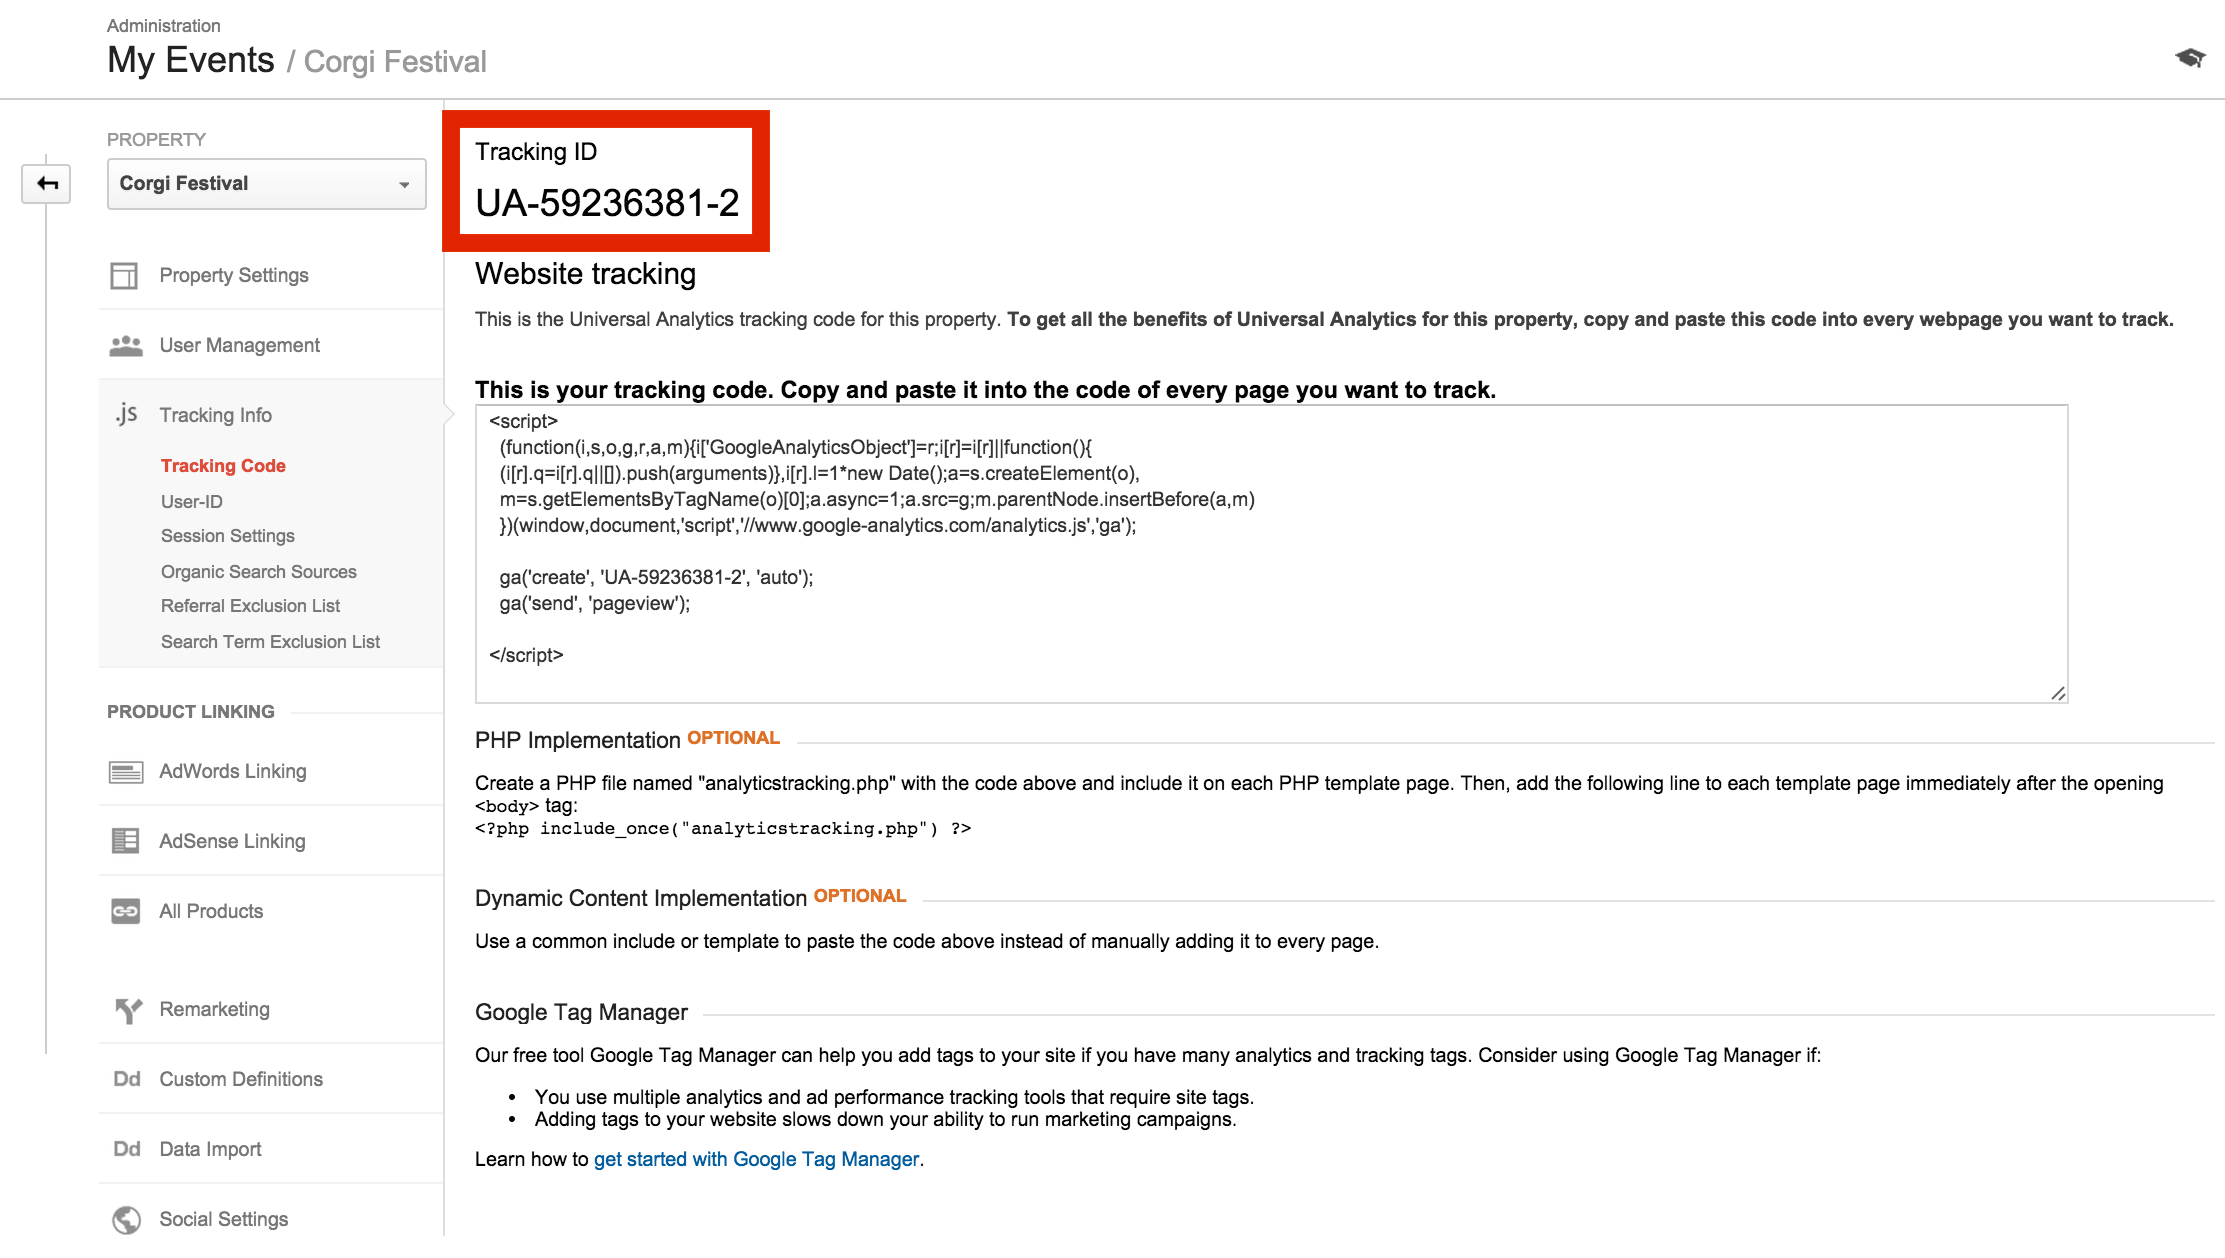 Administration
My Events / Corgi Festival
PROPERTY
Corgi Festival
Property Settings
User Management
.js Tracking Info
Tracking Code
User-ID
Session Settings
Organic Search Sources
Referral Exclusion List
Search Term Exclusion List
PRODUCT LINKING
AdWords Linking
AdSense Linking
All Products
Remarketing
Dd Custom Definitions
Dd Data Import
Social Settings
Tracking ID
UA-59236381-2
Website tracking
This is the Universal Analytics tracking code for this property. To get all the benefits of Universal Analytics for this property, copy and paste this code into every webpage you want to track.
This is your tracking code. Copy and paste it into the code of every page you want to track.
<script>
(function(i,s,o,g,r,a,m){i['GoogleAnalyticsObject']=r;i[r]=i[r]||function(){
(i[r].q=i[r].q||[]).push(arguments)},i[r].l=1*new Date();a=s.createElement(o),
m=s.getElementsByTagName(o)[0];a.async=1;a.src=g;m.parentNode.insertBefore(a,m)
})(window,document,'script','//www.google-analytics.com/analytics.js','ga');
ga('create', 'UA-59236381-2', 'auto');
ga('send', 'pageview');
</script>
PHP Implementation OPTIONAL
Create a PHP file named "analyticstracking.php" with the code above and include it on each PHP template page. Then, add the following line to each template page immediately after the opening
<body> tag:
<?php include_once("analyticstracking.php") ?>
Dynamic Content Implementation OPTIONAL
Use a common include or template to paste the code above instead of manually adding it to every page.
Google Tag Manager
Our free tool Google Tag Manager can help you add tags to your site if you have many analytics and tracking tags. Consider using Google Tag Manager if:
• You use multiple analytics and ad performance tracking tools that require site tags.
• Adding tags to your website slows down your ability to run marketing campaigns.
Learn how to get started with Google Tag Manager.